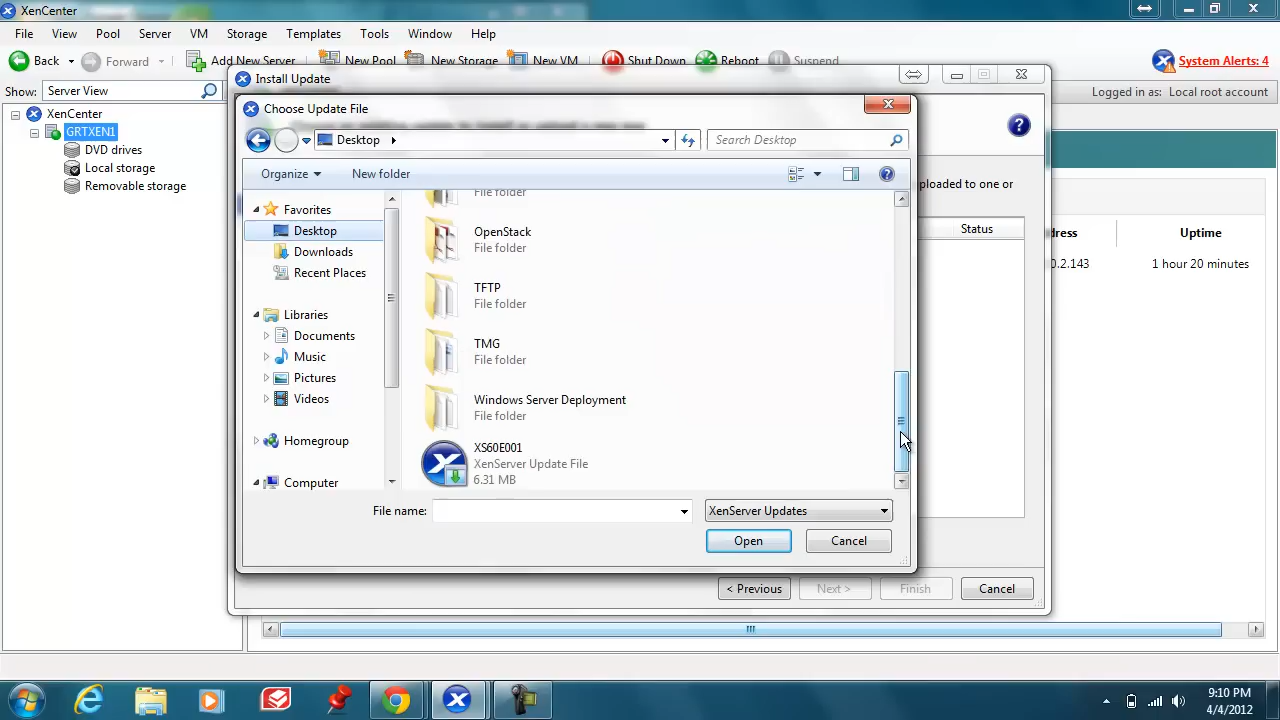 XenCenter
File View Pool Server VM Storage Templates Tools Window Help
Back Forward Add New Server New Pool New Storage New VM Shut Down Reboot Suspend System Alerts: 4
Show: Server View Logged in as: Local root account
XenCenter
GRTXEN1
DVD drives
Local storage
Removable storage
Install Update
Choose Update File
Desktop
Search Desktop
Organize New folder
Favorites
Desktop
Downloads
Recent Places
Libraries
Documents
Music
Pictures
Videos
Homegroup
Computer
File folder
OpenStack
File folder
TFTP
File folder
TMG
File folder
Windows Server Deployment
File folder
XS60E001
XenServer Update File
6.31 MB
File name: XenServer Updates
Open Cancel
uploaded to one or
Status
dress Uptime
0.2.143 1 hour 20 minutes
< Previous Next > Finish Cancel
9:10 PM
4/4/2012